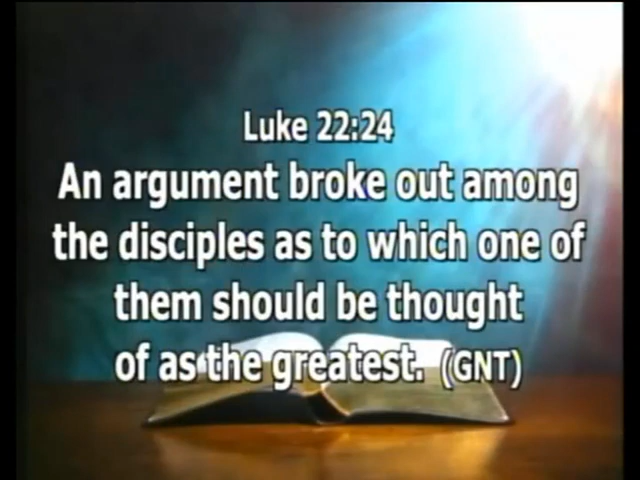 Luke 22:24
An argument broke out among
the disciples as to which one of
them should be thought
of as the greatest. (GNT)